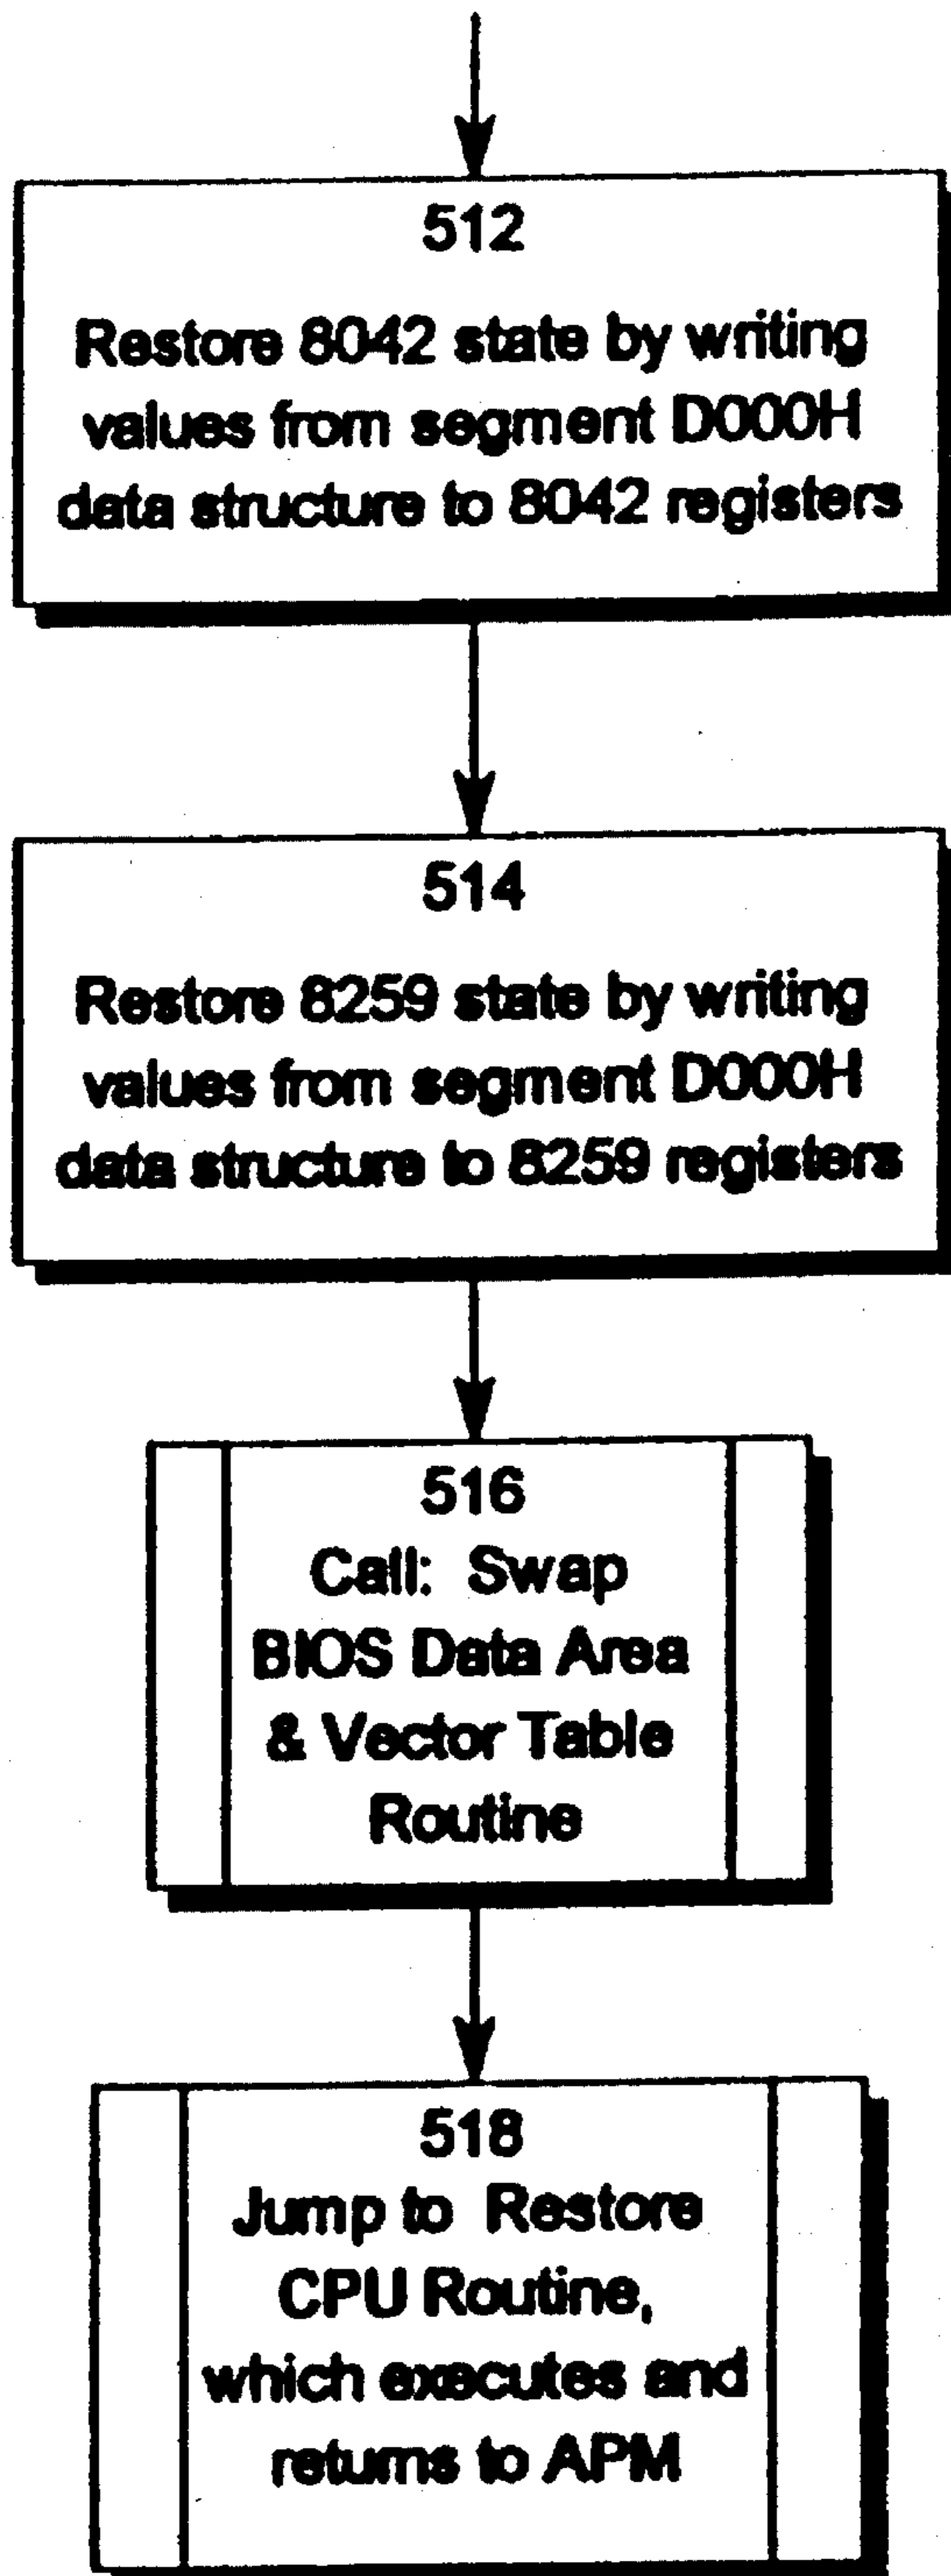 512
Restore 8042 state by writing
values from segment D000H
data structure to 8042 registers
514
Restore 8259 state by writing
values from segment D000H
data structure to 8259 registers
516
Call: Swap
BIOS Data Area
& Vector Table
Routine
518
Jump to Restore
CPU Routine,
which executes and
returns to APM